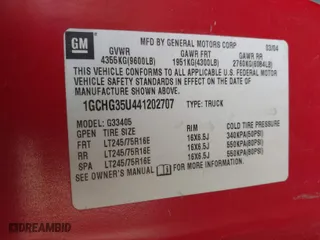 GM
MFD BY GENERAL MOTORS CORP 03/04
GVWR GAWR FRT GAWR RR
4355KG(9600LB) 1951KG(4300LB) 2760KG(6084LB)
THIS VEHICLE CONFORMS TO ALL APPLICABLE U.S. FEDERAL
MOTOR VEHICLE SAFETY STANDARDS IN EFFECT ON THE DATE OF
MANUFACTURE SHOWN ABOVE.
1GCHG35U441202707 TYPE: TRUCK
MODEL: G33405
GPN TIRE SIZE RIM COLD TIRE PRESSURE
FRT LT245/75R16E 16X6.5J 340KPA(50PSI)
RR LT245/75R16E 16X6.5J 550KPA(80PSI)
SPA LT245/75R16E 16X6.5J 550KPA(80PSI)
SEE OWNER'S MANUAL FOR ADDITIONAL INFORMATION
DREAMBID